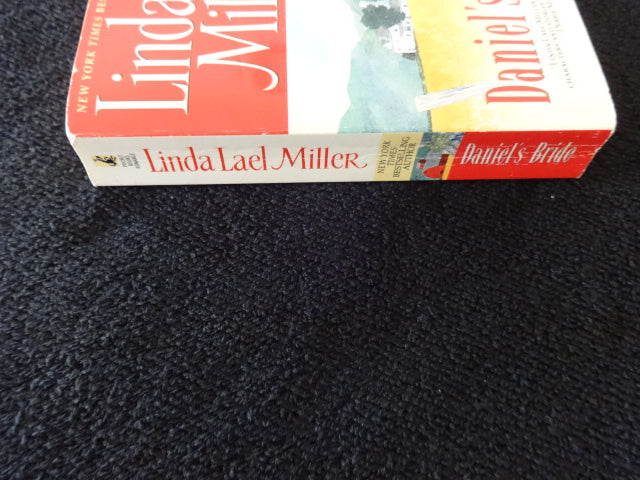 NEW YORK TIMES BE
Linda
Mil
Daniel's
Linda Lael Miller
NEW YORK
TIMES
BESTSELLING
AUTHOR
Daniel's Bride